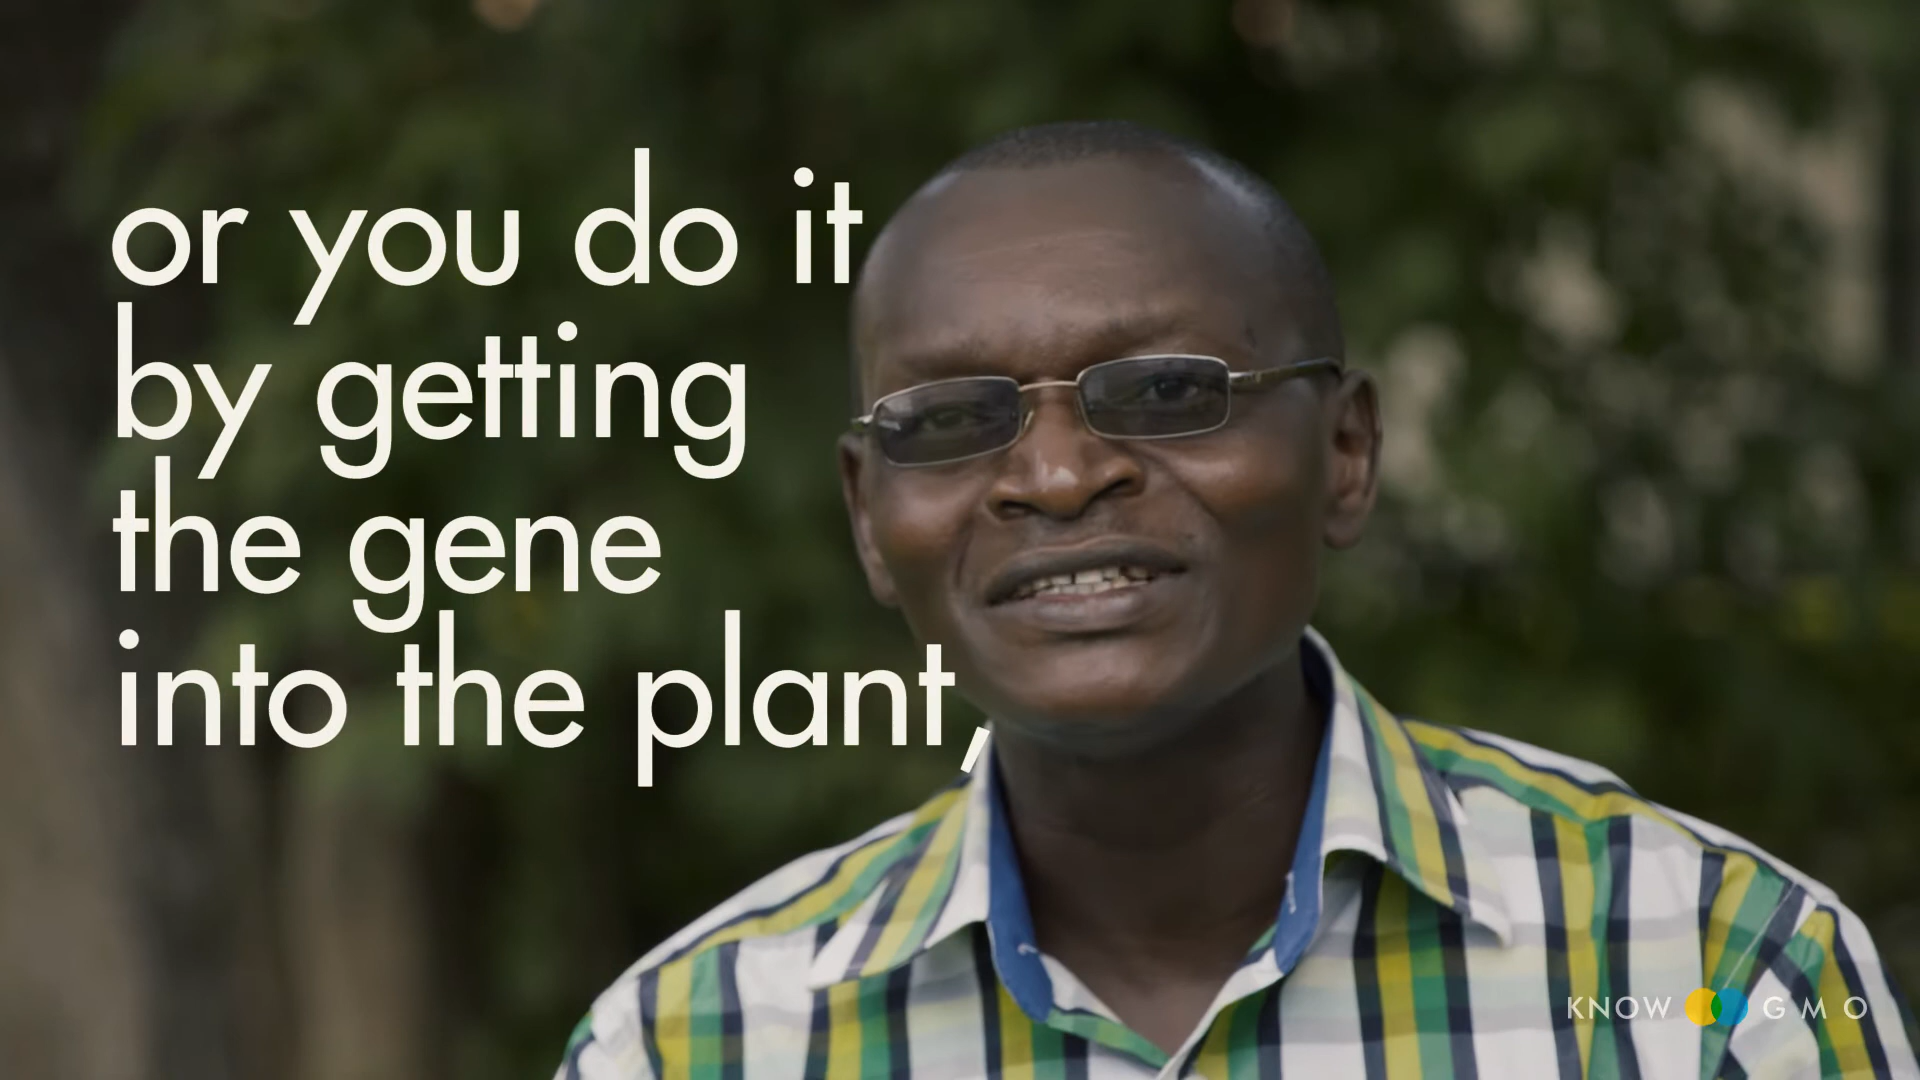 or you do it
by getting
the gene
into the plant,
KNOW GMO